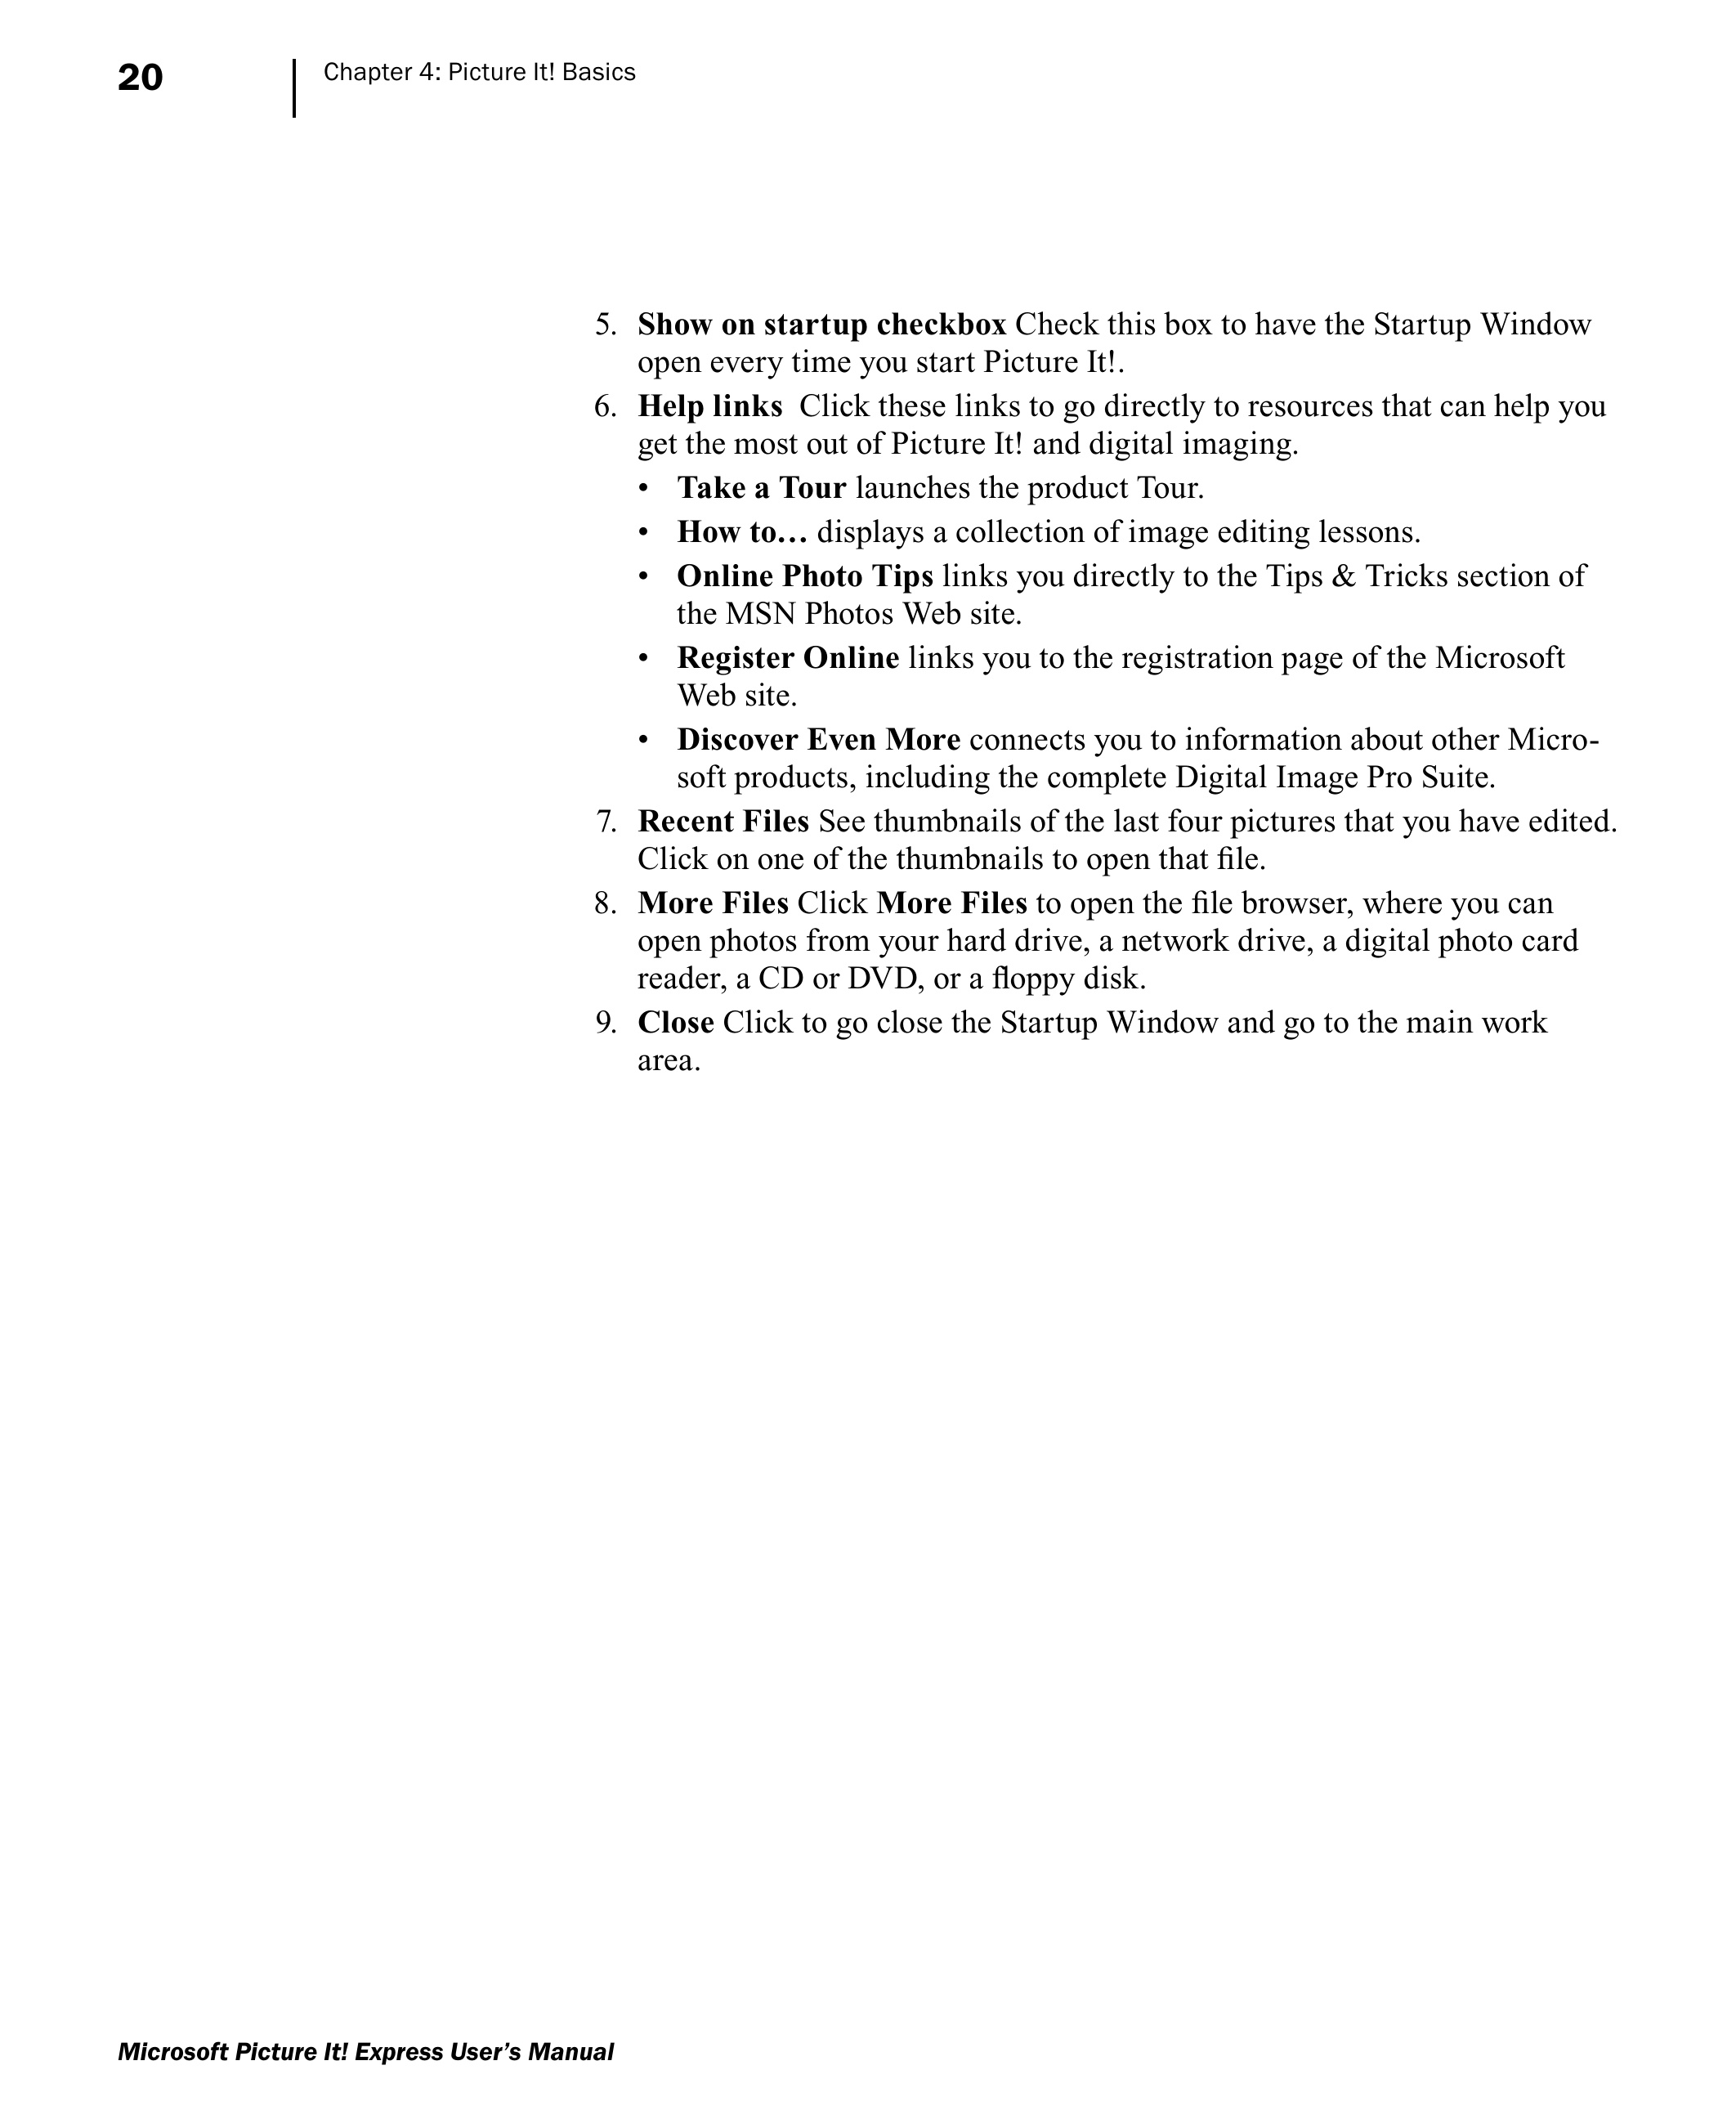 20
Chapter 4: Picture It! Basics
5. Show on startup checkbox Check this box to have the Startup Window
open every time you start Picture It!.
6. Help links  Click these links to go directly to resources that can help you
get the most out of Picture It! and digital imaging.
• Take a Tour launches the product Tour.
• How to… displays a collection of image editing lessons.
• Online Photo Tips links you directly to the Tips & Tricks section of
the MSN Photos Web site.
• Register Online links you to the registration page of the Microsoft
Web site.
• Discover Even More connects you to information about other Micro-
soft products, including the complete Digital Image Pro Suite.
7. Recent Files See thumbnails of the last four pictures that you have edited.
Click on one of the thumbnails to open that file.
8. More Files Click More Files to open the file browser, where you can
open photos from your hard drive, a network drive, a digital photo card
reader, a CD or DVD, or a floppy disk.
9. Close Click to go close the Startup Window and go to the main work
area.
Microsoft Picture It! Express User’s Manual